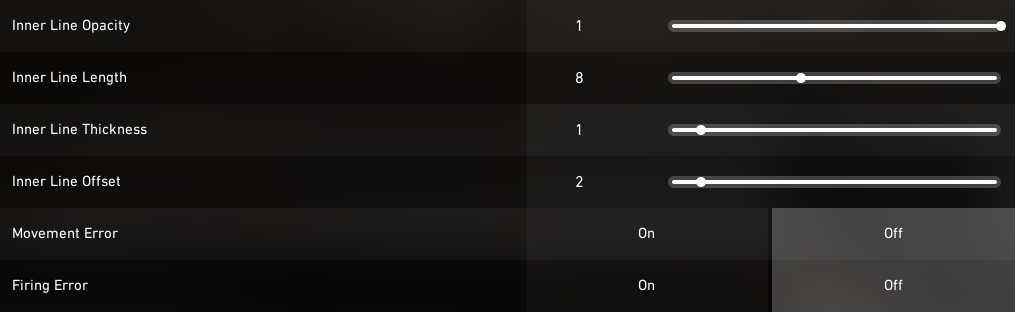 Inner Line Opacity 1
Inner Line Length 8
Inner Line Thickness 1
Inner Line Offset 2
Movement Error On Off
Firing Error On Off